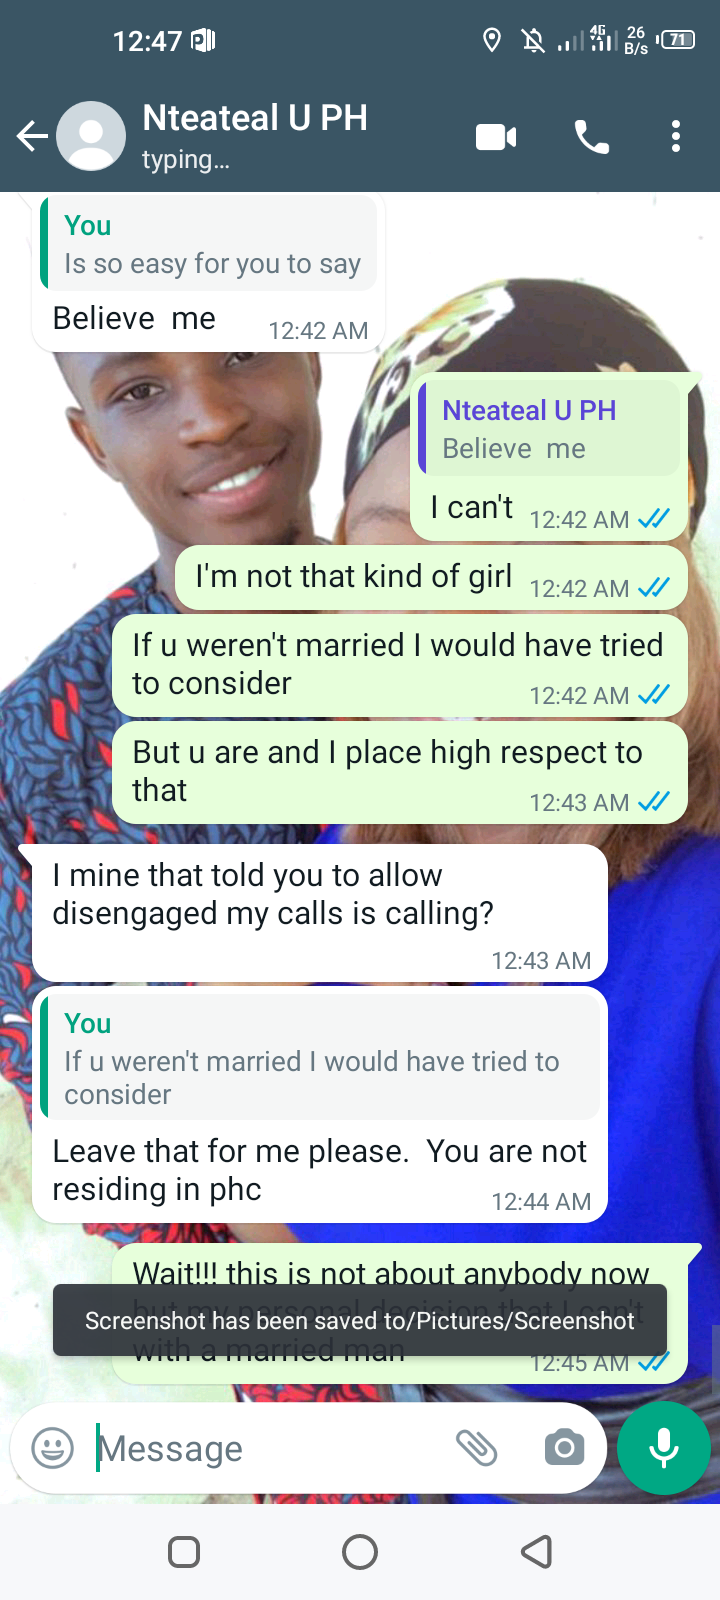 12:47
4G
26
B/s
71
Nteateal U PH
typing...
You
Is so easy for you to say
Believe me
12:42 AM
Nteateal U PH
Believe me
I can't
12:42 AM
I'm not that kind of girl
12:42 AM
If u weren't married I would have tried
to consider
12:42 AM
But u are and I place high respect to
that
12:43 AM
I mine that told you to allow
disengaged my calls is calling?
12:43 AM
You
If u weren't married I would have tried to
consider
Leave that for me please. You are not
residing in phc
12:44 AM
Wait!!! this is not about anybody now
but my personal decision that I can't
Screenshot has been saved to/Pictures/Screenshot
with a married man
12:45 AM
Message